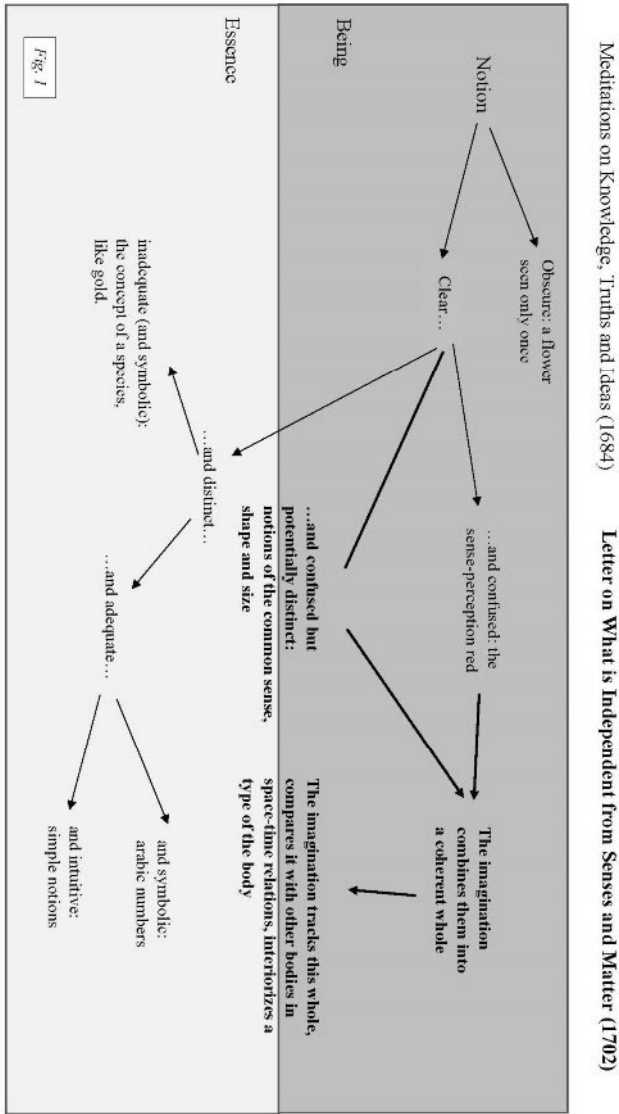 Meditations on Knowledge, Truths and Ideas (1684)
Letter on What is Independent from Senses and Matter (1702)
Notion
Obscure: a flower
seen only once
Clear…
…and confused: the
sense-perception red
The imagination
combines them into
a coherent whole
Being
…and confused but
potentially distinct:
notions of the common sense,
shape and size
The imagination tracks this whole,
compares it with other bodies in
space-time relations, interiorizes a
type of the body
Essence
…and distinct…
inadequate (and symbolic):
the concept of a species,
like gold.
…and adequate…
and symbolic:
arabic numbers
and intuitive:
simple notions
Fig. 1